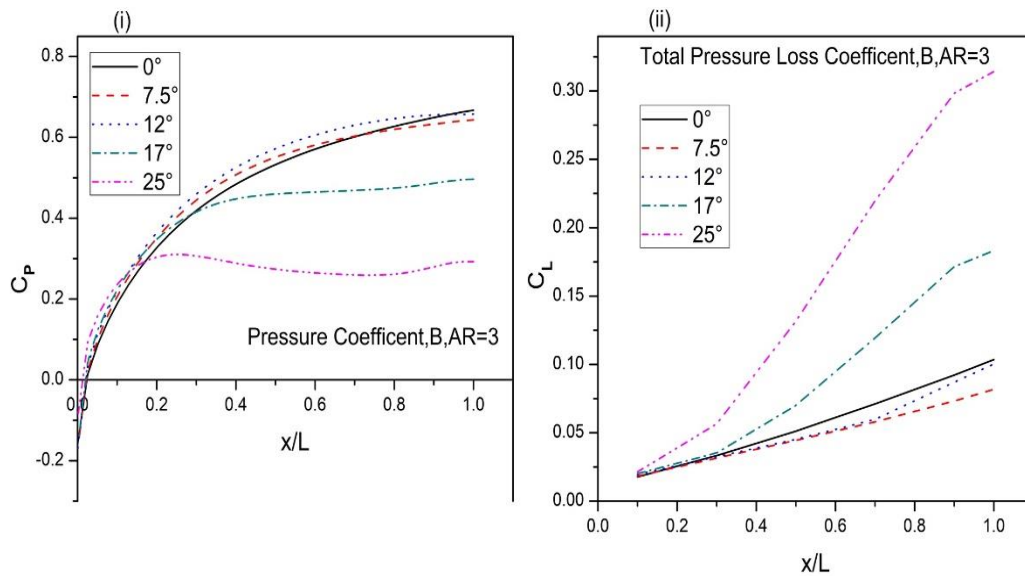 (i)
0.8
0.6
0.4
0.2
0.0
-0.2
C_P
0°
7.5°
12°
17°
25°
Pressure Coefficent,B,AR=3
0.0 0.2 0.4 0.6 0.8 1.0
x/L
(ii)
Total Pressure Loss Coefficent,B,AR=3
0.30
0.25
0.20
0.15
0.10
0.05
0.00
C_L
0°
7.5°
12°
17°
25°
0.0 0.2 0.4 0.6 0.8 1.0
x/L